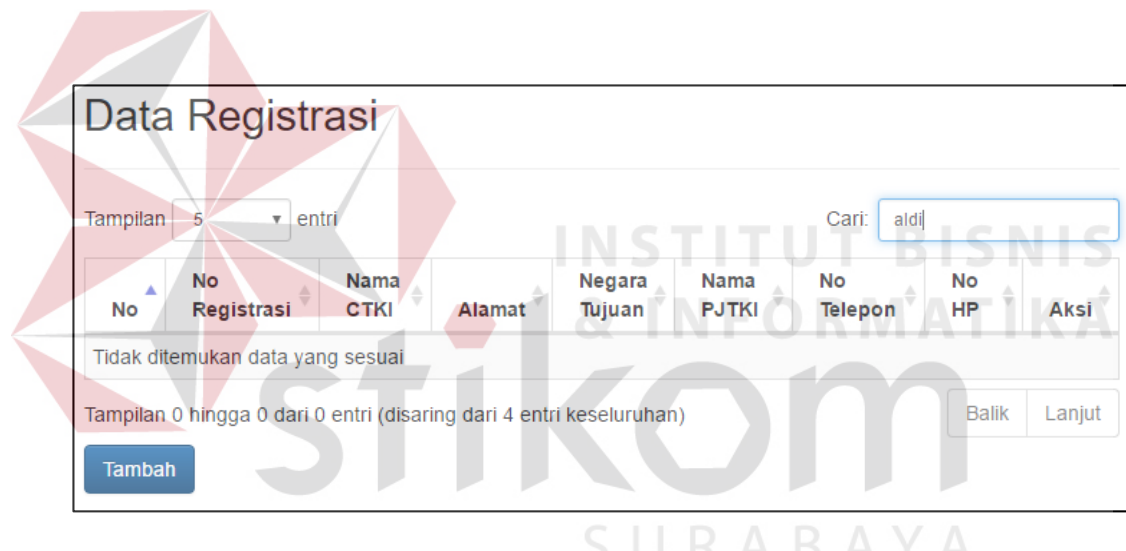 Data Registrasi
Tampilan 5 entri Cari: aldi
No No Registrasi Nama CTKI Alamat Negara Tujuan Nama PJTKI No Telepon No HP Aksi
Tidak ditemukan data yang sesuai
Tampilan 0 hingga 0 dari 0 entri (disaring dari 4 entri keseluruhan) Balik Lanjut
Tambah
INSTITUT BISNIS
& INFORMATIKA
stikom
SURABAYA